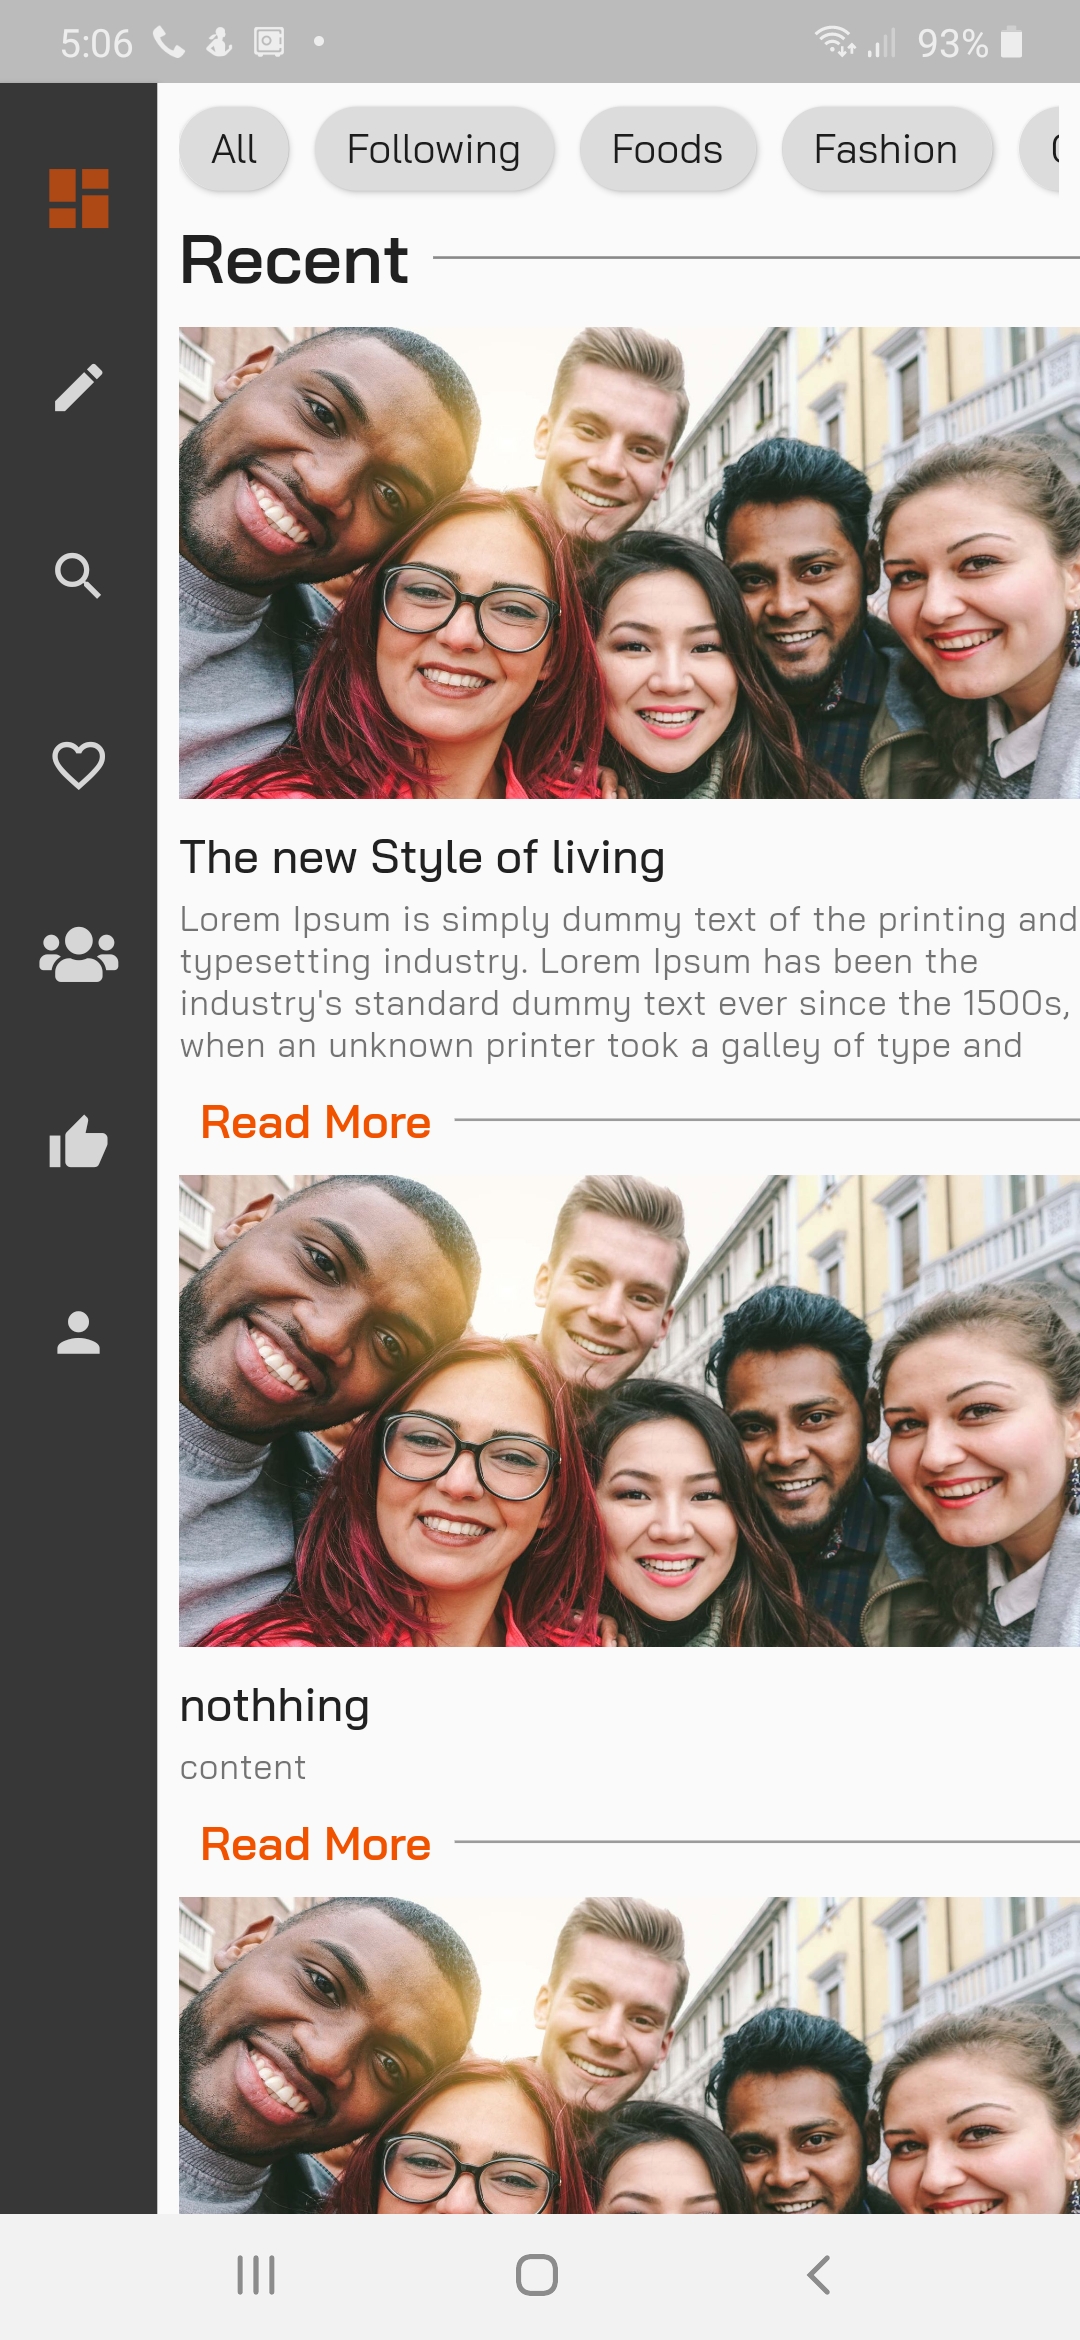 5:06
93%
All
Following
Foods
Fashion
Recent
The new Style of living
Lorem Ipsum is simply dummy text of the printing and
typesetting industry. Lorem Ipsum has been the
industry's standard dummy text ever since the 1500s,
when an unknown printer took a galley of type and
Read More
nothhing
content
Read More